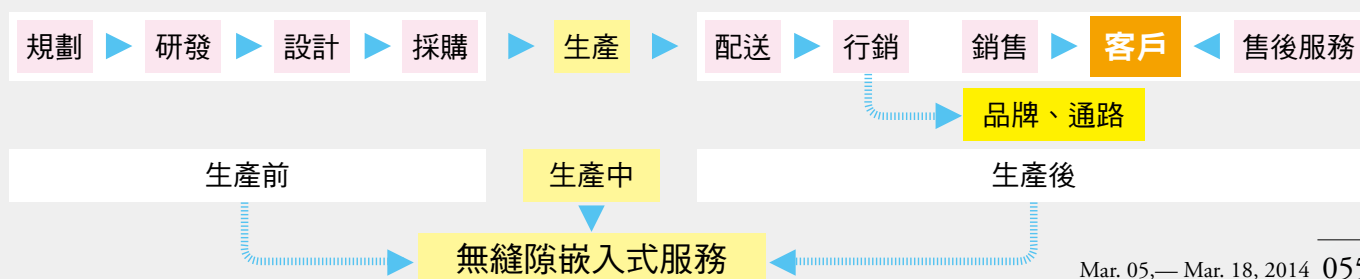 規劃 研發 設計 採購 生產 配送 行銷 銷售 客戶 售後服務
品牌、通路
生產前 生產中 生產後
無縫隙嵌入式服務
Mar. 05,— Mar. 18, 2014 055